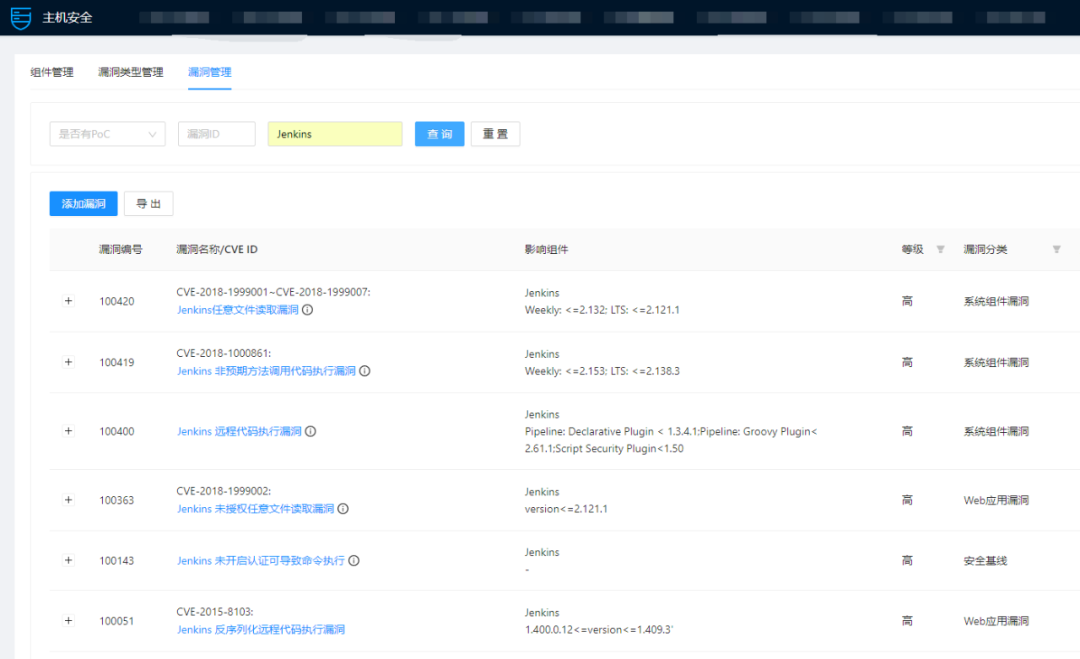 主机安全
组件管理 漏洞类型管理 漏洞管理
是否有PoC 漏洞ID Jenkins 查 询 重 置
添加漏洞 导 出
漏洞编号 漏洞名称/CVE ID 影响组件 等级 漏洞分类
CVE-2018-1999001~CVE-2018-1999007: Jenkins
+ 100420 Jenkins任意文件读取漏洞 Weekly: <=2.132; LTS: <=2.121.1 高 系统组件漏洞
CVE-2018-1000861: Jenkins
+ 100419 Jenkins 非预期方法调用代码执行漏洞 Weekly: <=2.153; LTS: <=2.138.3 高 系统组件漏洞
Jenkins
+ 100400 Jenkins 远程代码执行漏洞 Pipeline: Declarative Plugin < 1.3.4.1;Pipeline: Groovy Plugin< 高 系统组件漏洞
2.61.1;Script Security Plugin<1.50
CVE-2018-1999002: Jenkins
+ 100363 Jenkins 未授权任意文件读取漏洞 version<=2.121.1 高 Web应用漏洞
Jenkins
+ 100143 Jenkins 未开启认证可导致命令执行 - 高 安全基线
CVE-2015-8103: Jenkins
+ 100051 Jenkins 反序列化远程代码执行漏洞 1.400.0.12<=version<=1.409.3` 高 Web应用漏洞